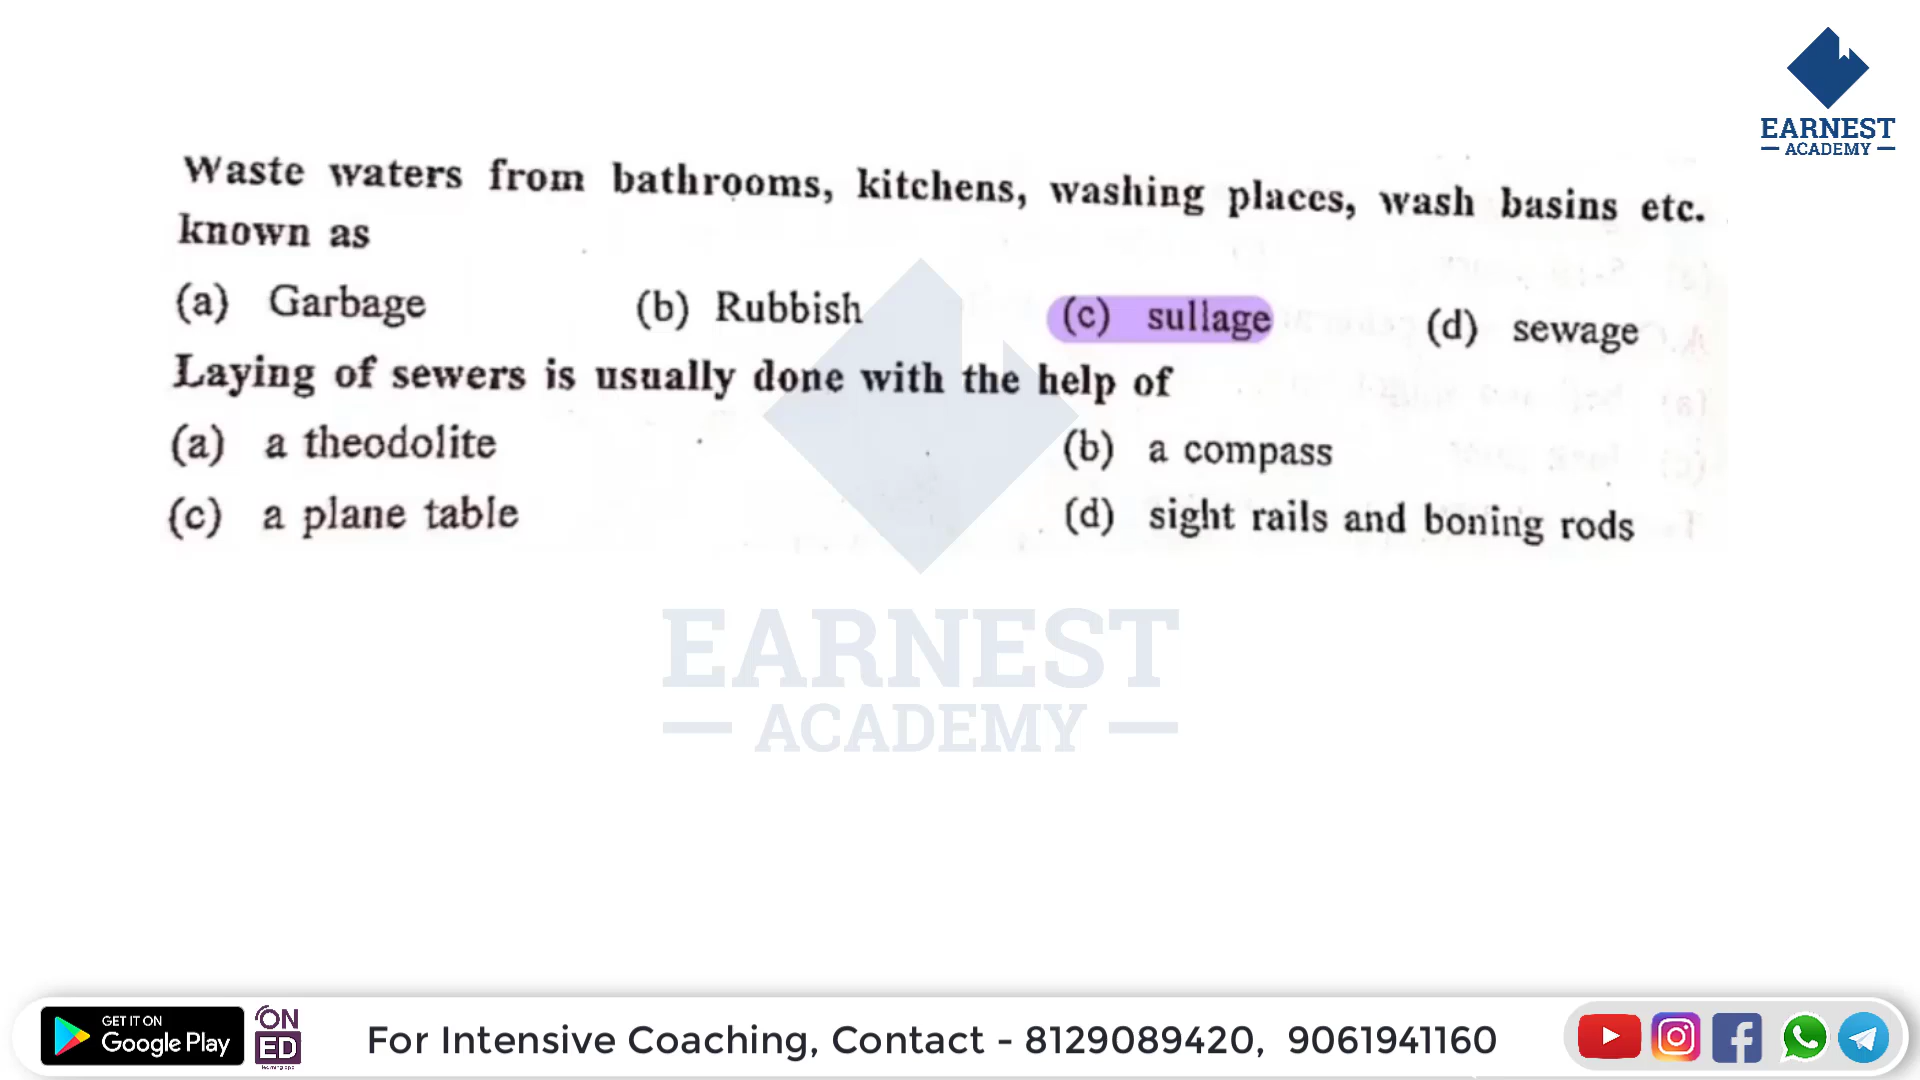 EARNEST
ACADEMY
Waste waters from bathrooms, kitchens, washing places, wash basins etc.
known as
(a) Garbage (b) Rubbish (c) sullage (d) sewage
Laying of sewers is usually done with the help of
(a) a theodolite (b) a compass
(c) a plane table (d) sight rails and boning rods
EARNEST
ACADEMY
GET IT ON
Google Play
ON
ED
learning app
For Intensive Coaching, Contact - 8129089420, 9061941160